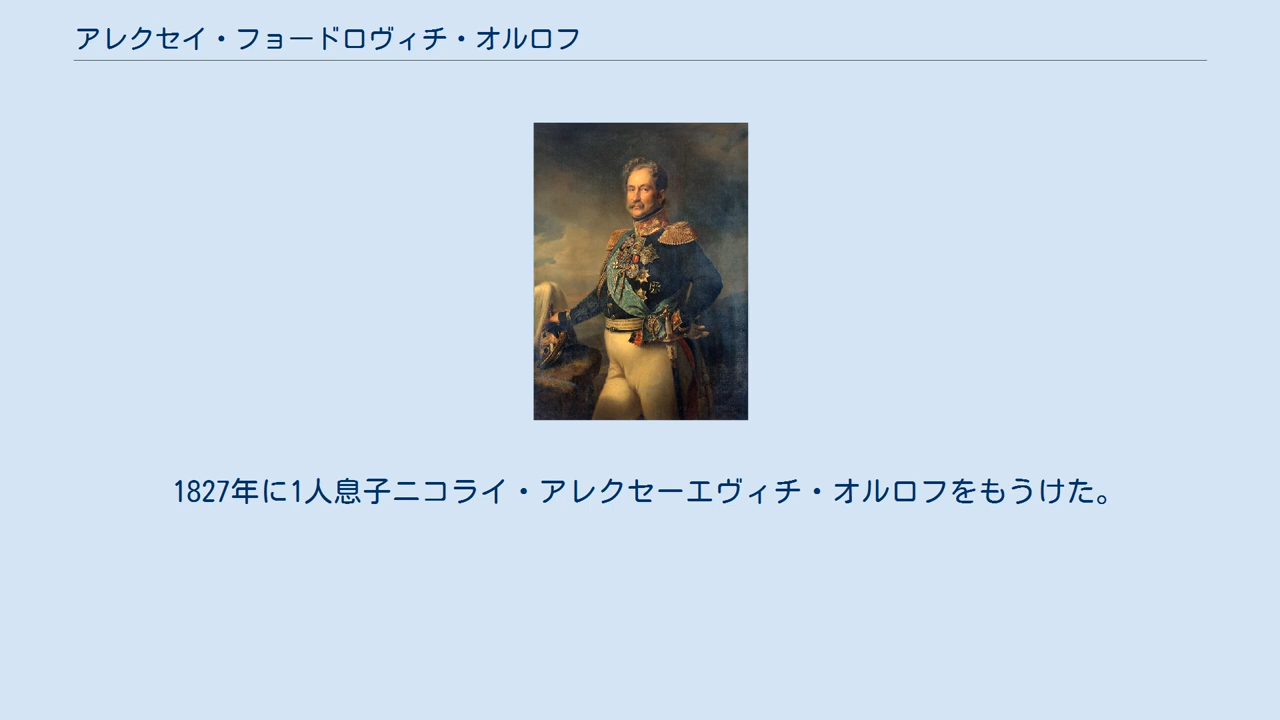 アレクセイ・フョードロヴィチ・オルロフ
1827年に1人息子ニコライ・アレクセーエヴィチ・オルロフをもうけた。